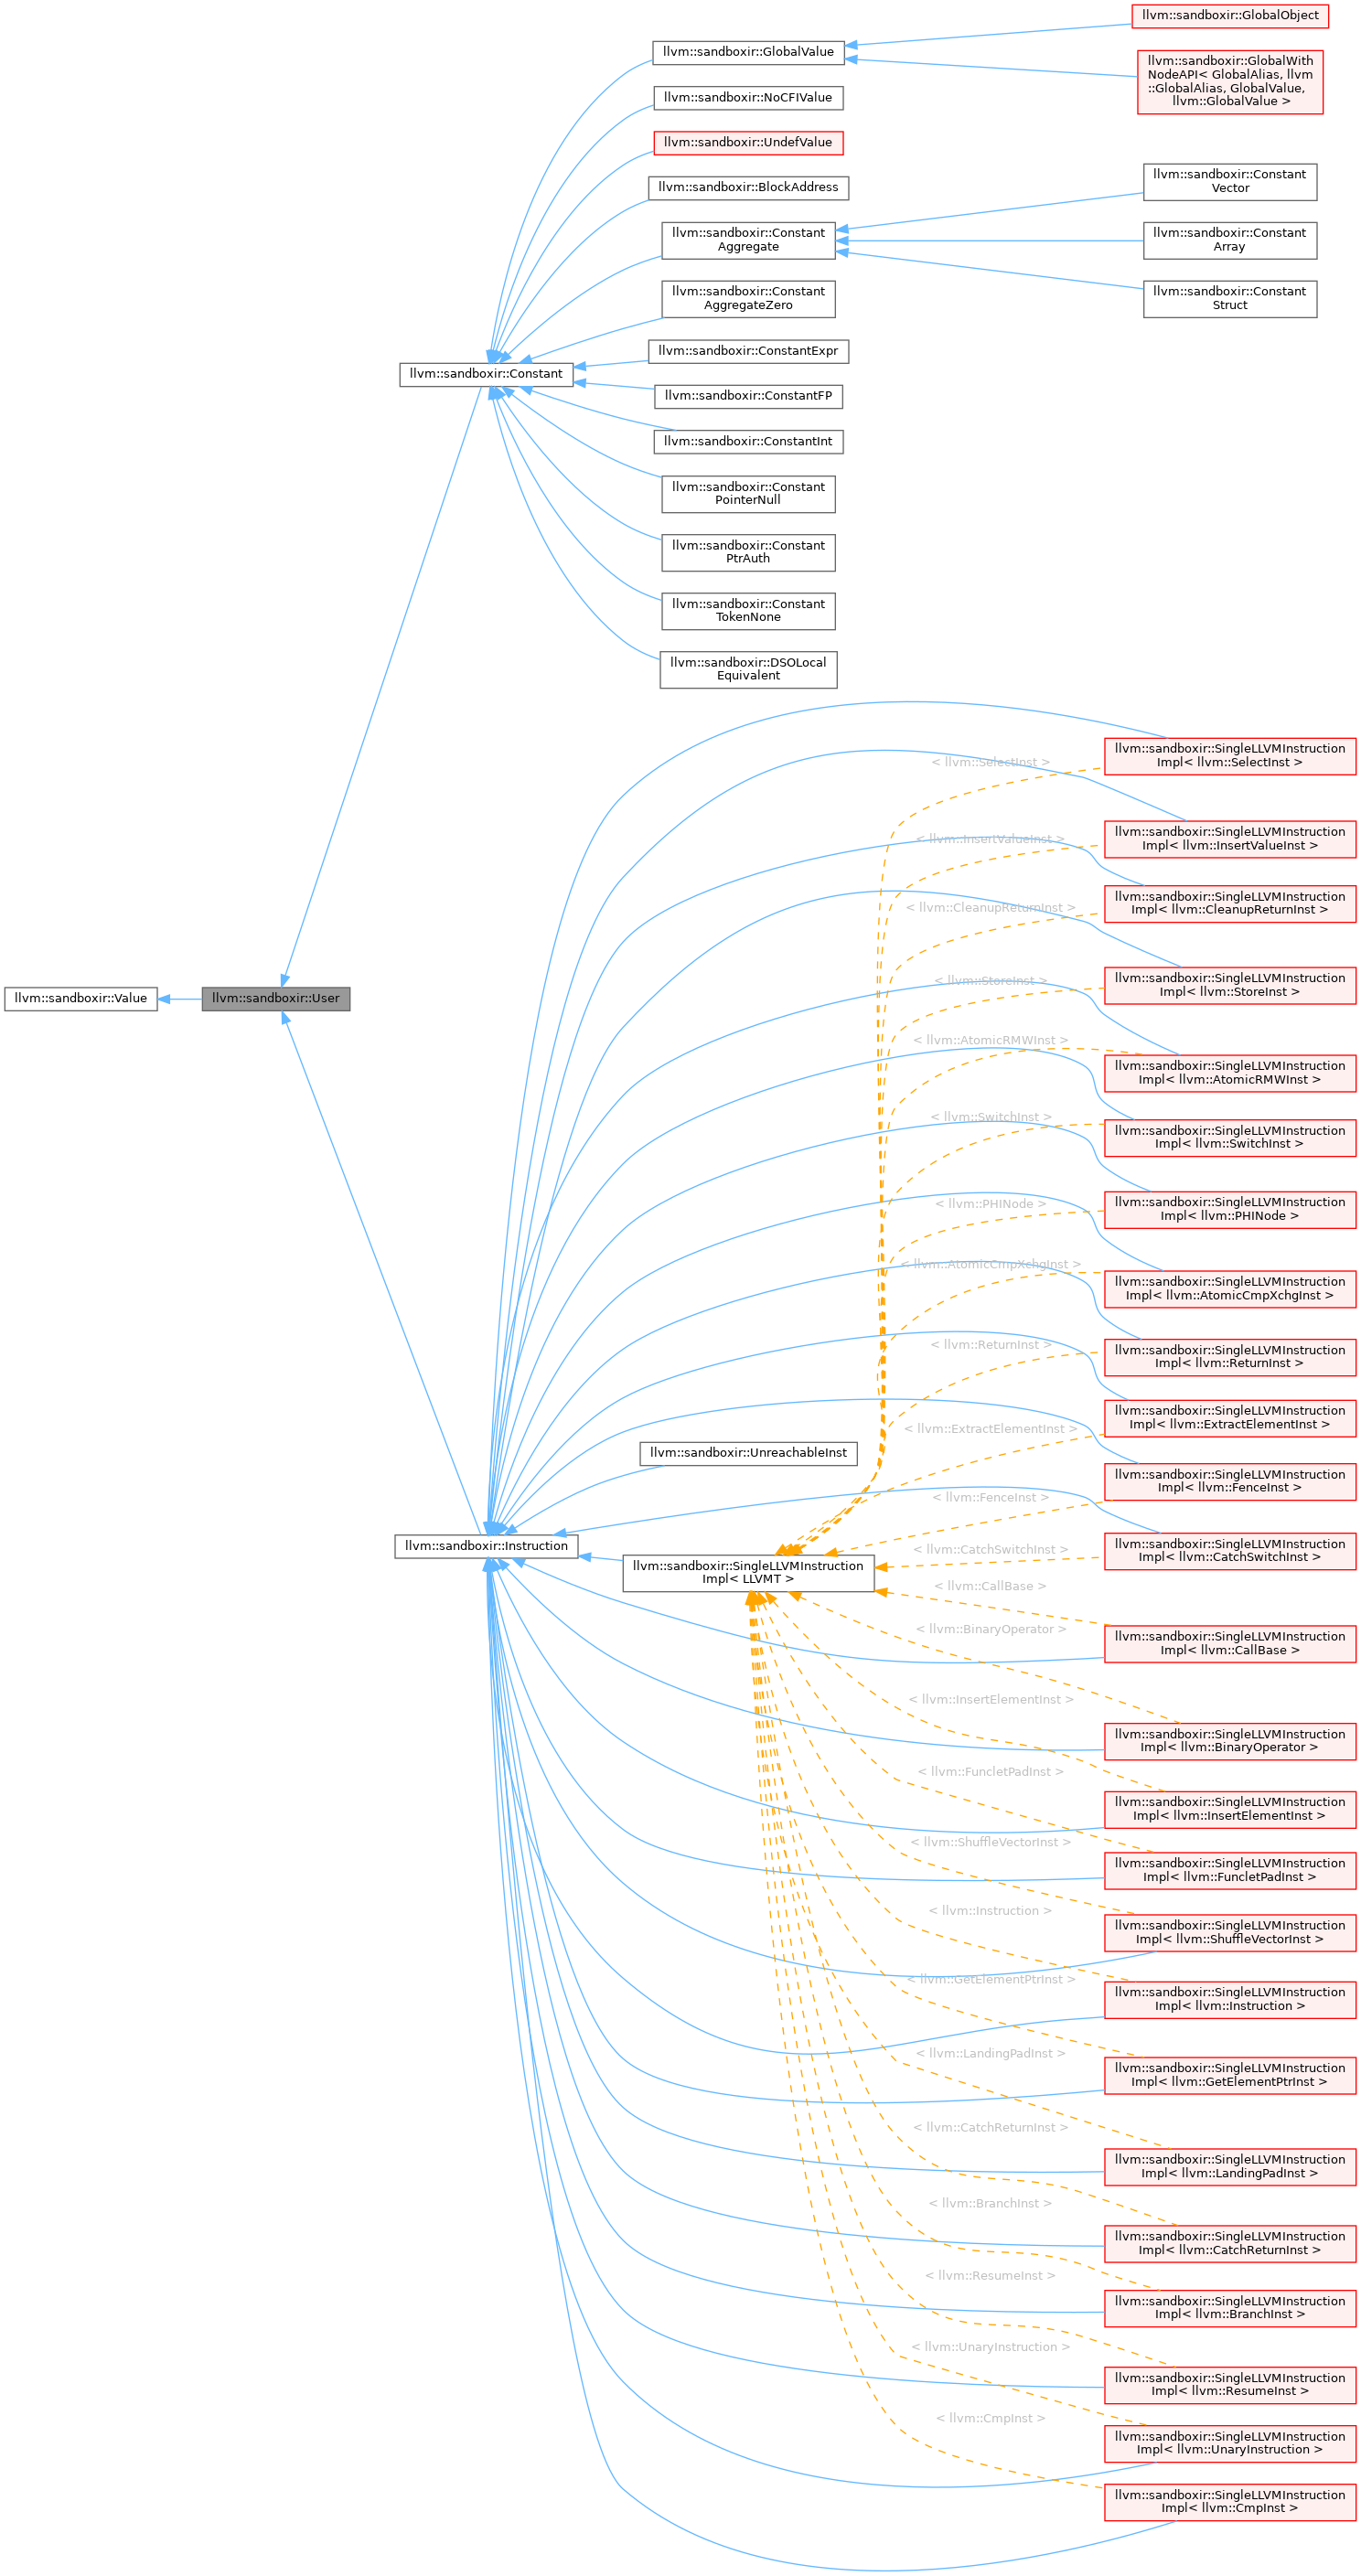 llvm::sandboxir::GlobalObject
llvm::sandboxir::GlobalValue
llvm::sandboxir::GlobalWith
NodeAPI< GlobalAlias, llvm
::GlobalAlias, GlobalValue,
llvm::GlobalValue >
llvm::sandboxir::NoCFIValue
llvm::sandboxir::UndefValue
llvm::sandboxir::BlockAddress
llvm::sandboxir::Constant
Vector
llvm::sandboxir::Constant
Aggregate
llvm::sandboxir::Constant
Array
llvm::sandboxir::Constant
Struct
llvm::sandboxir::Constant
AggregateZero
llvm::sandboxir::ConstantExpr
llvm::sandboxir::Constant
llvm::sandboxir::ConstantFP
llvm::sandboxir::ConstantInt
llvm::sandboxir::Constant
PointerNull
llvm::sandboxir::Constant
PtrAuth
llvm::sandboxir::Constant
TokenNone
llvm::sandboxir::DSOLocal
Equivalent
llvm::sandboxir::SingleLLVMInstruction
Impl< llvm::SelectInst >
< llvm::SelectInst >
llvm::sandboxir::SingleLLVMInstruction
Impl< llvm::InsertValueInst >
< llvm::InsertValueInst >
llvm::sandboxir::SingleLLVMInstruction
Impl< llvm::CleanupReturnInst >
< llvm::CleanupReturnInst >
llvm::sandboxir::SingleLLVMInstruction
Impl< llvm::StoreInst >
< llvm::StoreInst >
llvm::sandboxir::Value
llvm::sandboxir::User
< llvm::AtomicRMWInst >
llvm::sandboxir::SingleLLVMInstruction
Impl< llvm::AtomicRMWInst >
< llvm::SwitchInst >
llvm::sandboxir::SingleLLVMInstruction
Impl< llvm::SwitchInst >
< llvm::PHINode >
llvm::sandboxir::SingleLLVMInstruction
Impl< llvm::PHINode >
< llvm::AtomicCmpXchgInst >
llvm::sandboxir::SingleLLVMInstruction
Impl< llvm::AtomicCmpXchgInst >
< llvm::ReturnInst >
llvm::sandboxir::SingleLLVMInstruction
Impl< llvm::ReturnInst >
< llvm::ExtractElementInst >
llvm::sandboxir::SingleLLVMInstruction
Impl< llvm::ExtractElementInst >
llvm::sandboxir::UnreachableInst
< llvm::FenceInst >
llvm::sandboxir::SingleLLVMInstruction
Impl< llvm::FenceInst >
llvm::sandboxir::Instruction
< llvm::CatchSwitchInst >
llvm::sandboxir::SingleLLVMInstruction
Impl< llvm::CatchSwitchInst >
llvm::sandboxir::SingleLLVMInstruction
Impl< LLVMT >
< llvm::CallBase >
llvm::sandboxir::SingleLLVMInstruction
Impl< llvm::CallBase >
< llvm::BinaryOperator >
llvm::sandboxir::SingleLLVMInstruction
Impl< llvm::BinaryOperator >
< llvm::InsertElementInst >
llvm::sandboxir::SingleLLVMInstruction
Impl< llvm::InsertElementInst >
< llvm::FuncletPadInst >
llvm::sandboxir::SingleLLVMInstruction
Impl< llvm::FuncletPadInst >
< llvm::ShuffleVectorInst >
llvm::sandboxir::SingleLLVMInstruction
Impl< llvm::ShuffleVectorInst >
< llvm::Instruction >
llvm::sandboxir::SingleLLVMInstruction
Impl< llvm::Instruction >
< llvm::GetElementPtrInst >
llvm::sandboxir::SingleLLVMInstruction
Impl< llvm::GetElementPtrInst >
< llvm::LandingPadInst >
llvm::sandboxir::SingleLLVMInstruction
Impl< llvm::LandingPadInst >
< llvm::CatchReturnInst >
llvm::sandboxir::SingleLLVMInstruction
Impl< llvm::CatchReturnInst >
< llvm::BranchInst >
llvm::sandboxir::SingleLLVMInstruction
Impl< llvm::BranchInst >
< llvm::ResumeInst >
llvm::sandboxir::SingleLLVMInstruction
Impl< llvm::ResumeInst >
< llvm::UnaryInstruction >
llvm::sandboxir::SingleLLVMInstruction
Impl< llvm::UnaryInstruction >
< llvm::CmpInst >
llvm::sandboxir::SingleLLVMInstruction
Impl< llvm::CmpInst >